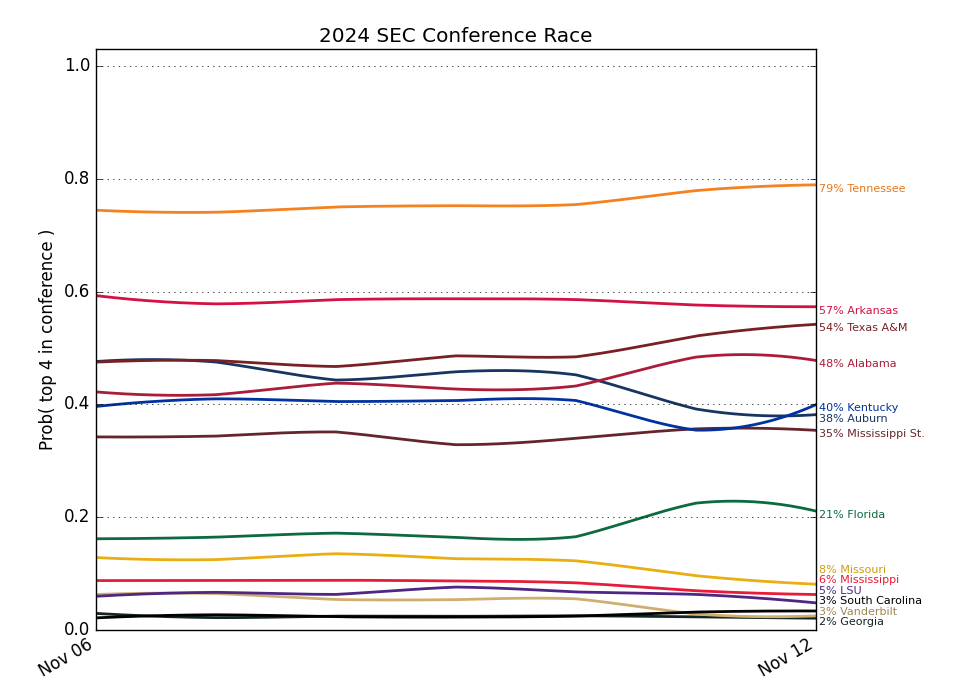 2024 SEC Conference Race
Prob( top 4 in conference )
1.0
0.8
0.6
0.4
0.2
0.0
Nov 06
Nov 12
79% Tennessee
57% Arkansas
54% Texas A&M
48% Alabama
40% Kentucky
38% Auburn
35% Mississippi St.
21% Florida
8% Missouri
6% Mississippi
5% LSU
3% South Carolina
3% Vanderbilt
2% Georgia